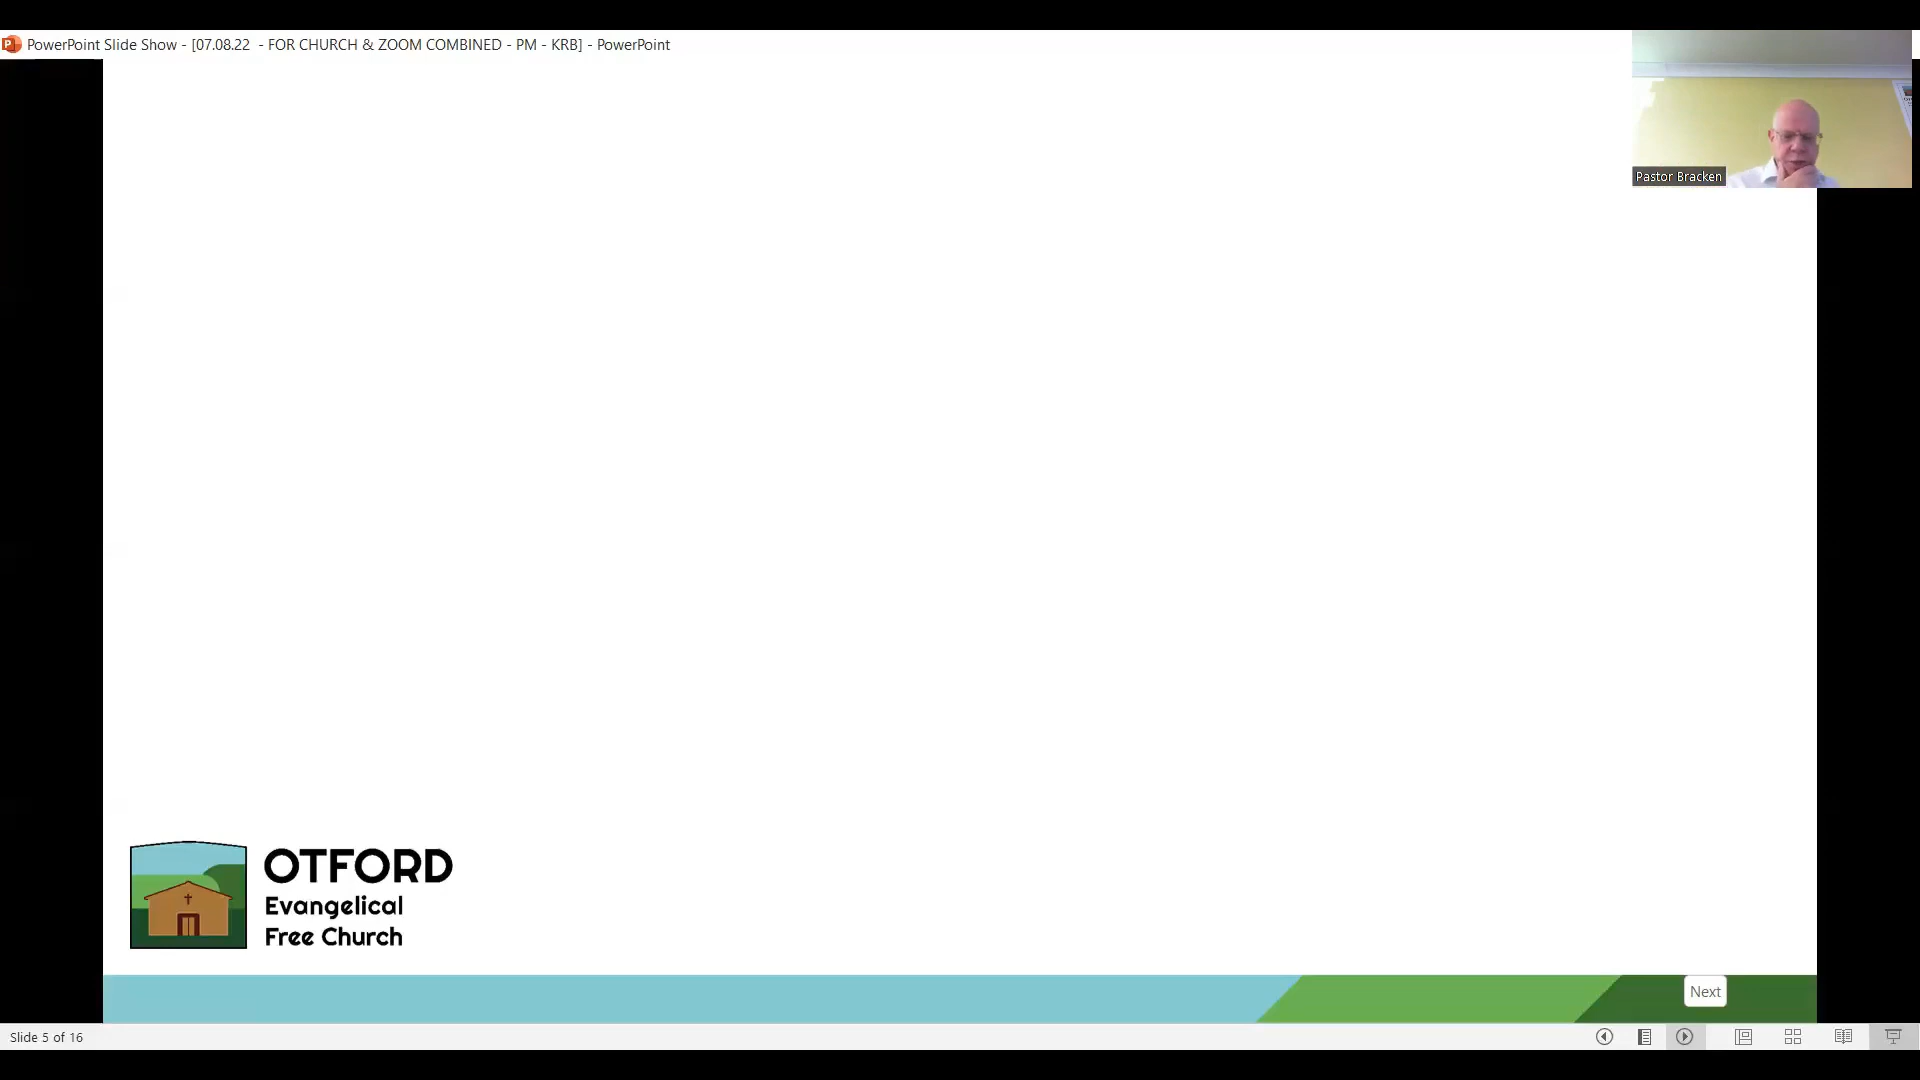 PowerPoint Slide Show - [07.08.22  - FOR CHURCH & ZOOM COMBINED - PM - KRB] - PowerPoint
Pastor Bracken
OTFORD
Evangelical
Free Church
Next
Slide 5 of 16